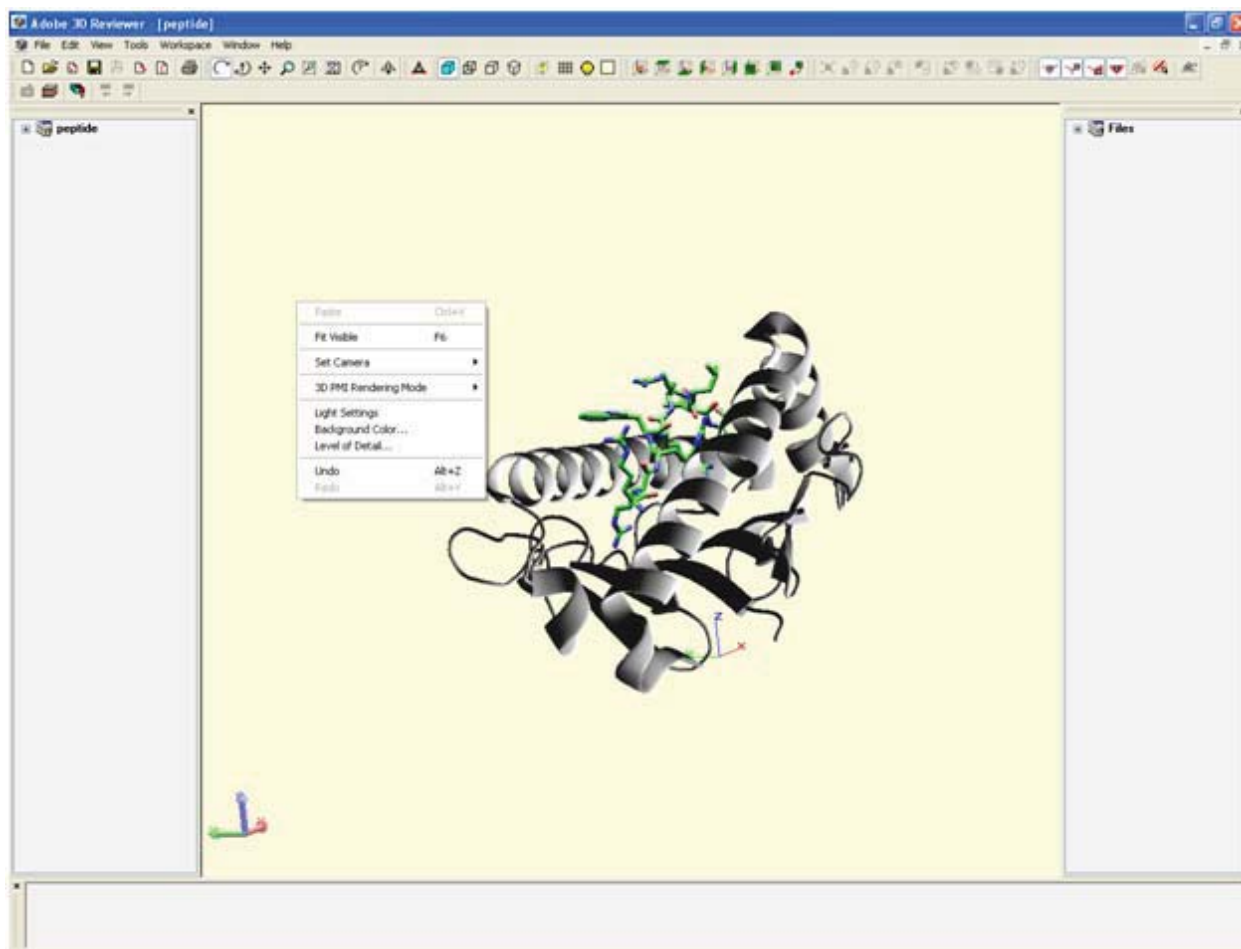 Adobe 3D Reviewer - [peptide]
File Edit View Tools Workspace Window Help
peptide
Files
Paste Ctrl+V
Fit Visible F6
Set Camera
3D PMI Rendering Mode
Light Settings
Background Color...
Level of Detail...
Undo Alt+Z
Redo Alt+Y
Z
X